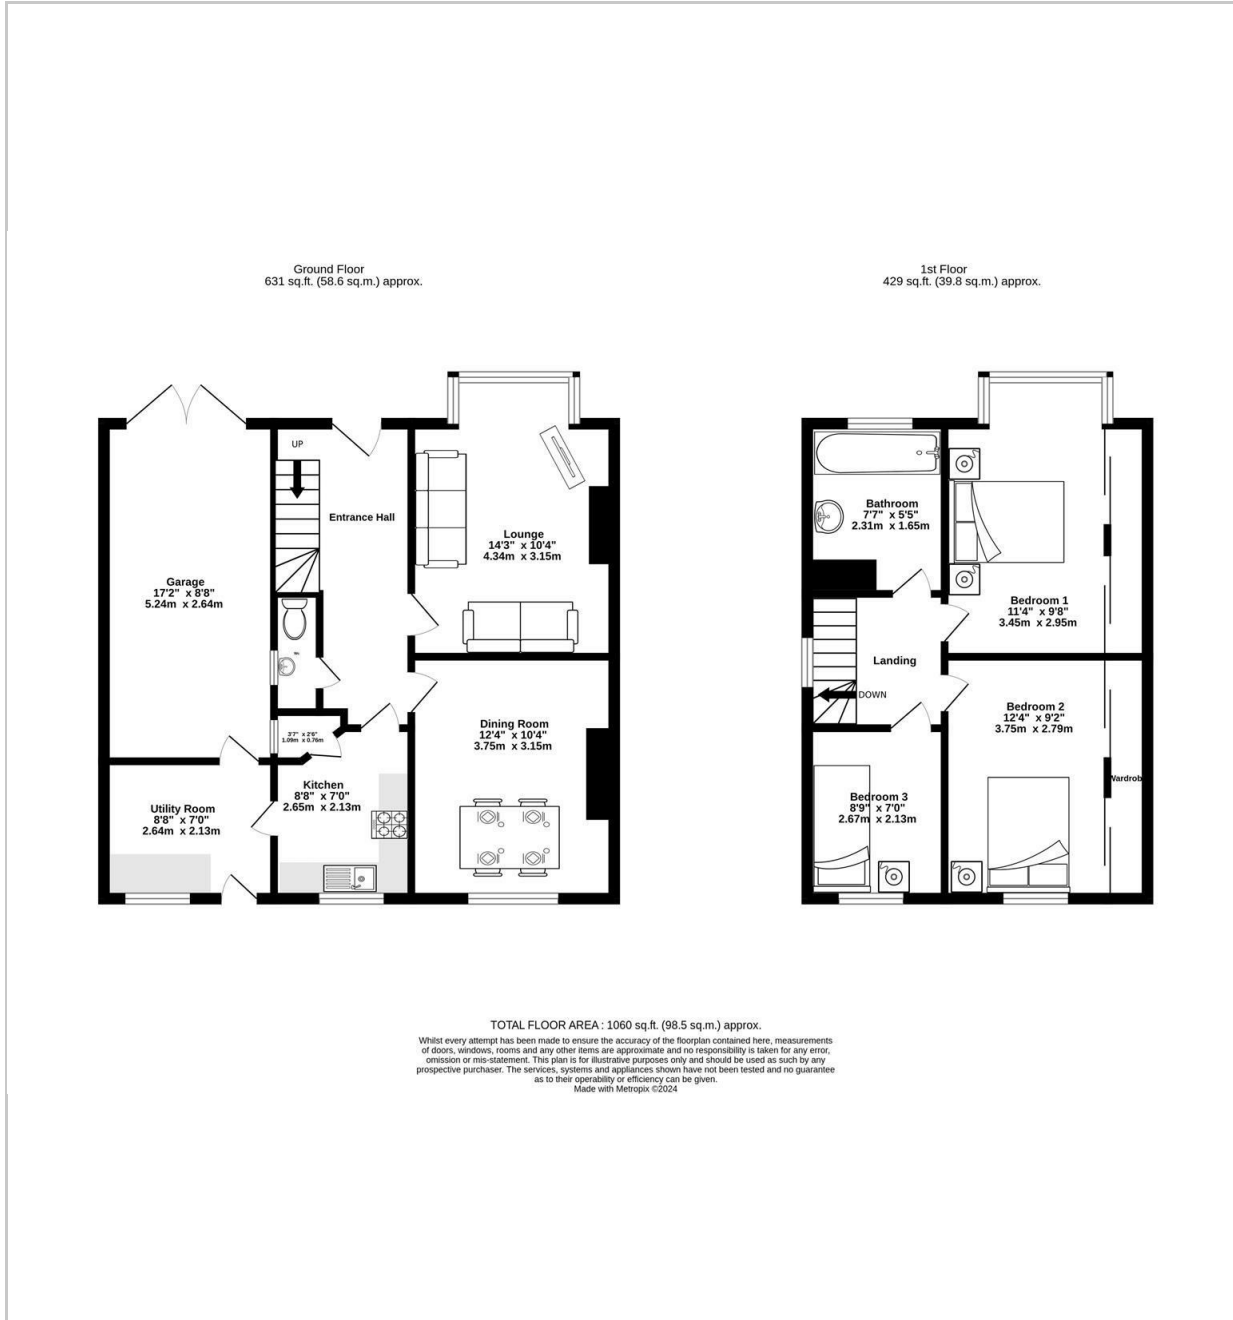 Ground Floor
631 sq.ft. (58.6 sq.m.) approx.
1st Floor
429 sq.ft. (39.8 sq.m.) approx.
UP
Entrance Hall
Lounge
14'3" x 10'4"
4.34m x 3.15m
Garage
17'2" x 8'8"
5.24m x 2.64m
Dining Room
12'4" x 10'4"
3.75m x 3.15m
3'7" x 2'6"
1.09m x 0.76m
Kitchen
8'8" x 7'0"
2.65m x 2.13m
Utility Room
8'8" x 7'0"
2.64m x 2.13m
Bathroom
7'7" x 5'5"
2.31m x 1.65m
Bedroom 1
11'4" x 9'8"
3.45m x 2.95m
Landing
DOWN
Bedroom 2
12'4" x 9'2"
3.75m x 2.79m
Wardrob
Bedroom 3
8'9" x 7'0"
2.67m x 2.13m
TOTAL FLOOR AREA : 1060 sq.ft. (98.5 sq.m.) approx.
Whilst every attempt has been made to ensure the accuracy of the floorplan contained here, measurements
of doors, windows, rooms and any other items are approximate and no responsibility is taken for any error,
omission or mis-statement. This plan is for illustrative purposes only and should be used as such by any
prospective purchaser. The services, systems and appliances shown have not been tested and no guarantee
as to their operability or efficiency can be given.
Made with Metropix ©2024